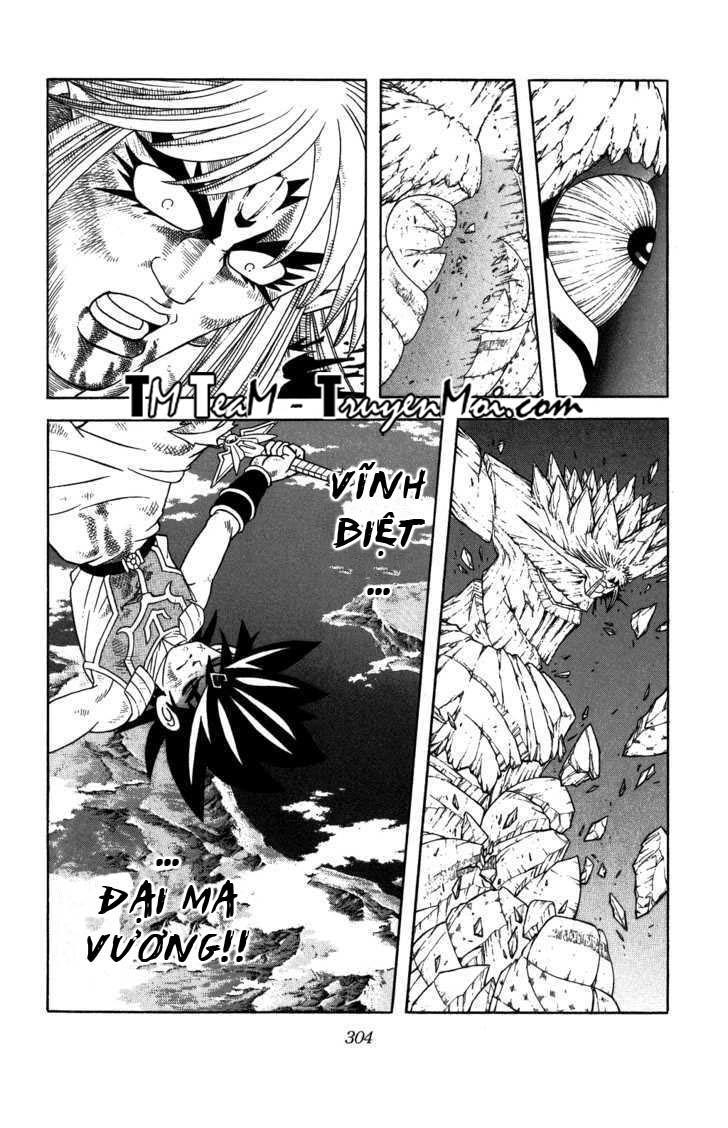 TM TeaM - TruyenMoi.com
VĨNH
BIỆT
...
...
ĐẠI MA
VƯƠNG!!
304